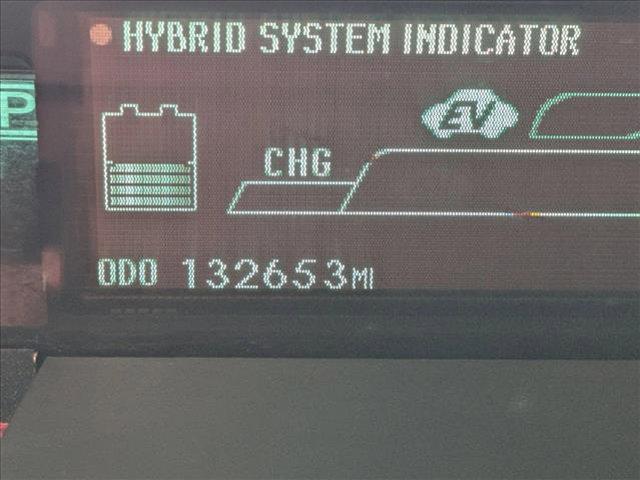 HYBRID SYSTEM INDICATOR
P
EV
CHG
ODO 132653MI